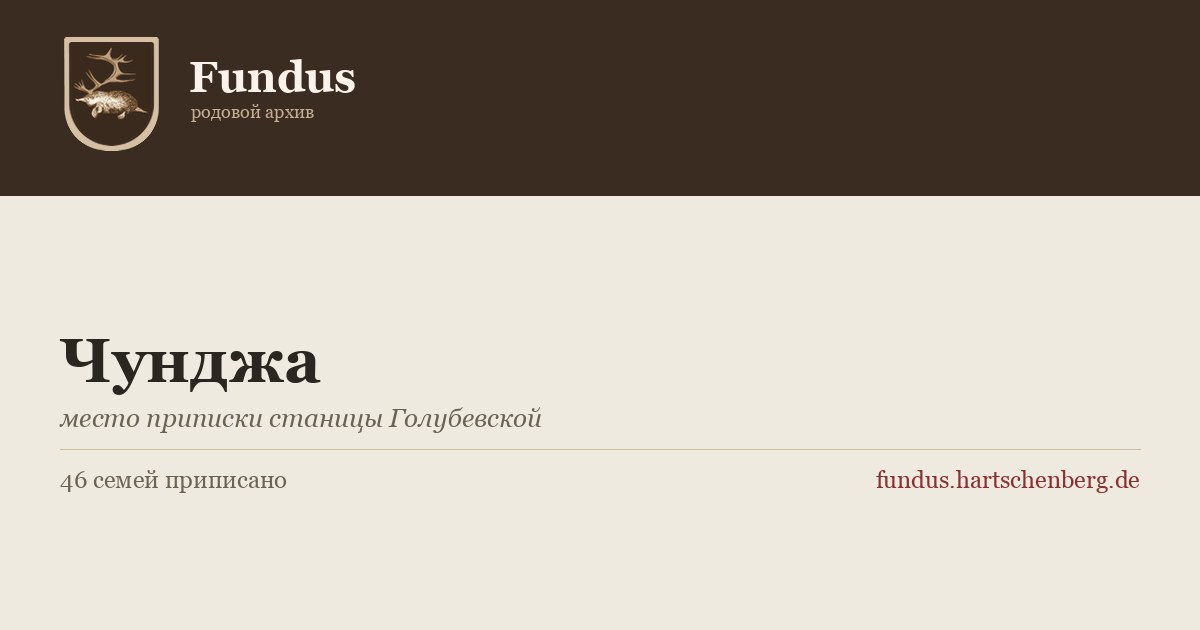 Fundus
родовой архив
Чунджа
место приписки станицы Голубевской
46 семей приписано
fundus.hartschenberg.de